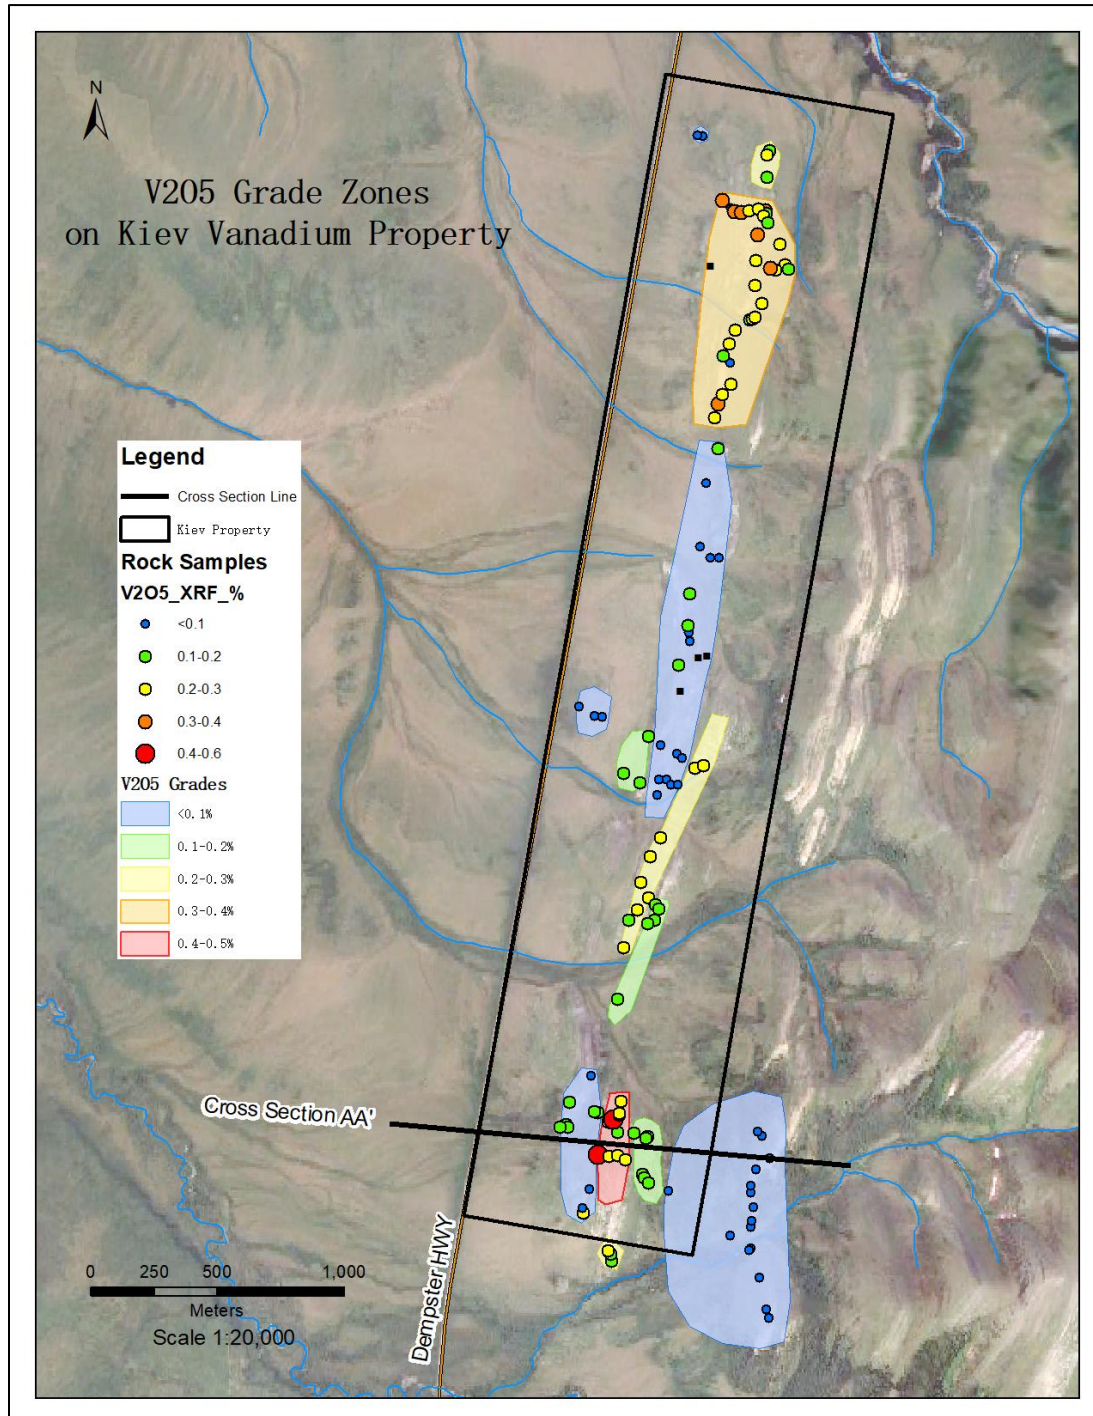 N
V2O5 Grade Zones
on Kiev Vanadium Property
Legend
Cross Section Line
Kiev Property
Rock Samples
V2O5_XRF_%
<0.1
0.1-0.2
0.2-0.3
0.3-0.4
0.4-0.6
V2O5 Grades
<0.1%
0.1-0.2%
0.2-0.3%
0.3-0.4%
0.4-0.5%
Cross Section AA'
Dempster HWY
0 250 500 1,000
Meters
Scale 1:20,000